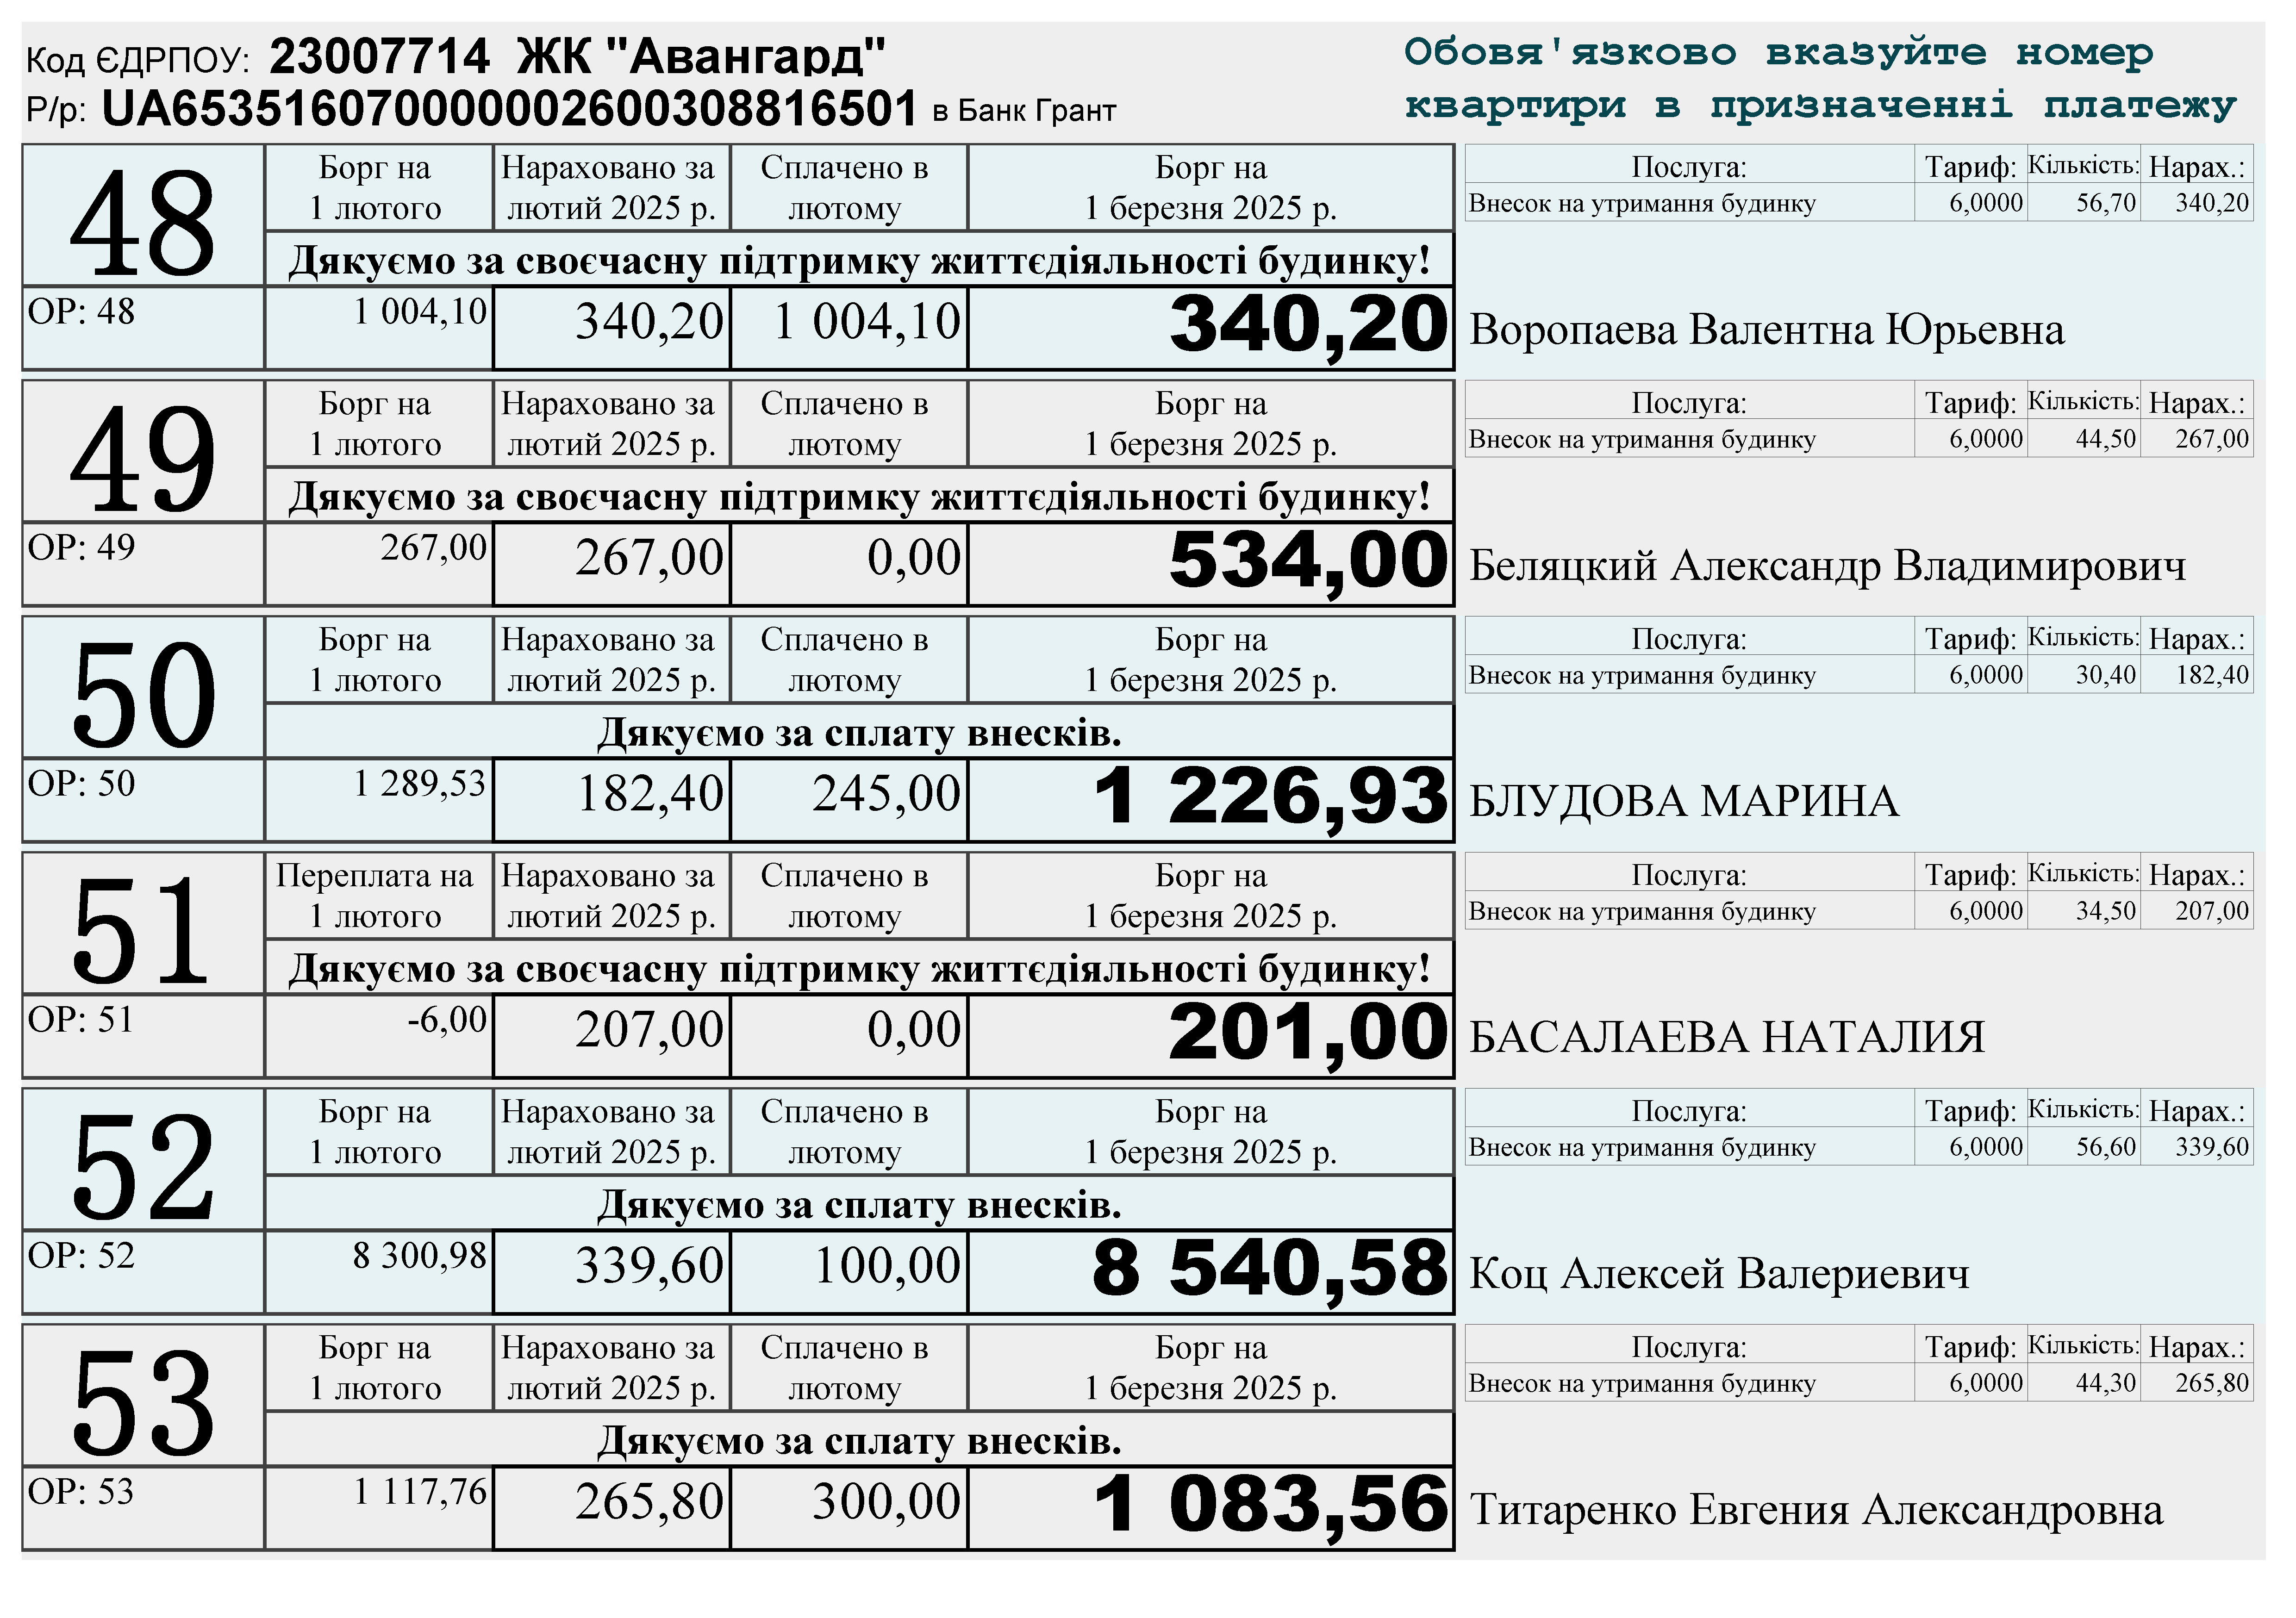 Код ЄДРПОУ: 23007714 ЖК "Авангард"
Р/р: UA653516070000002600308816501 в Банк Грант
Обовя'язково вказуйте номер
квартири в призначенні платежу
48
Борг на
1 лютого
Нараховано за
лютий 2025 р.
Сплачено в
лютому
Борг на
1 березня 2025 р.
Дякуємо за своєчасну підтримку життєдіяльності будинку!
ОР: 48 1 004,10 340,20 1 004,10 340,20
Послуга: Тариф: Кількість: Нарах.:
Внесок на утримання будинку 6,0000 56,70 340,20
Воропаева Валентна Юрьевна
49
Борг на
1 лютого
Нараховано за
лютий 2025 р.
Сплачено в
лютому
Борг на
1 березня 2025 р.
Дякуємо за своєчасну підтримку життєдіяльності будинку!
ОР: 49 267,00 267,00 0,00 534,00
Послуга: Тариф: Кількість: Нарах.:
Внесок на утримання будинку 6,0000 44,50 267,00
Беляцкий Александр Владимирович
50
Борг на
1 лютого
Нараховано за
лютий 2025 р.
Сплачено в
лютому
Борг на
1 березня 2025 р.
Дякуємо за сплату внесків.
ОР: 50 1 289,53 182,40 245,00 1 226,93
Послуга: Тариф: Кількість: Нарах.:
Внесок на утримання будинку 6,0000 30,40 182,40
БЛУДОВА МАРИНА
51
Переплата на
1 лютого
Нараховано за
лютий 2025 р.
Сплачено в
лютому
Борг на
1 березня 2025 р.
Дякуємо за своєчасну підтримку життєдіяльності будинку!
ОР: 51 -6,00 207,00 0,00 201,00
Послуга: Тариф: Кількість: Нарах.:
Внесок на утримання будинку 6,0000 34,50 207,00
БАСАЛАЕВА НАТАЛИЯ
52
Борг на
1 лютого
Нараховано за
лютий 2025 р.
Сплачено в
лютому
Борг на
1 березня 2025 р.
Дякуємо за сплату внесків.
ОР: 52 8 300,98 339,60 100,00 8 540,58
Послуга: Тариф: Кількість: Нарах.:
Внесок на утримання будинку 6,0000 56,60 339,60
Коц Алексей Валериевич
53
Борг на
1 лютого
Нараховано за
лютий 2025 р.
Сплачено в
лютому
Борг на
1 березня 2025 р.
Дякуємо за сплату внесків.
ОР: 53 1 117,76 265,80 300,00 1 083,56
Послуга: Тариф: Кількість: Нарах.:
Внесок на утримання будинку 6,0000 44,30 265,80
Титаренко Евгения Александровна